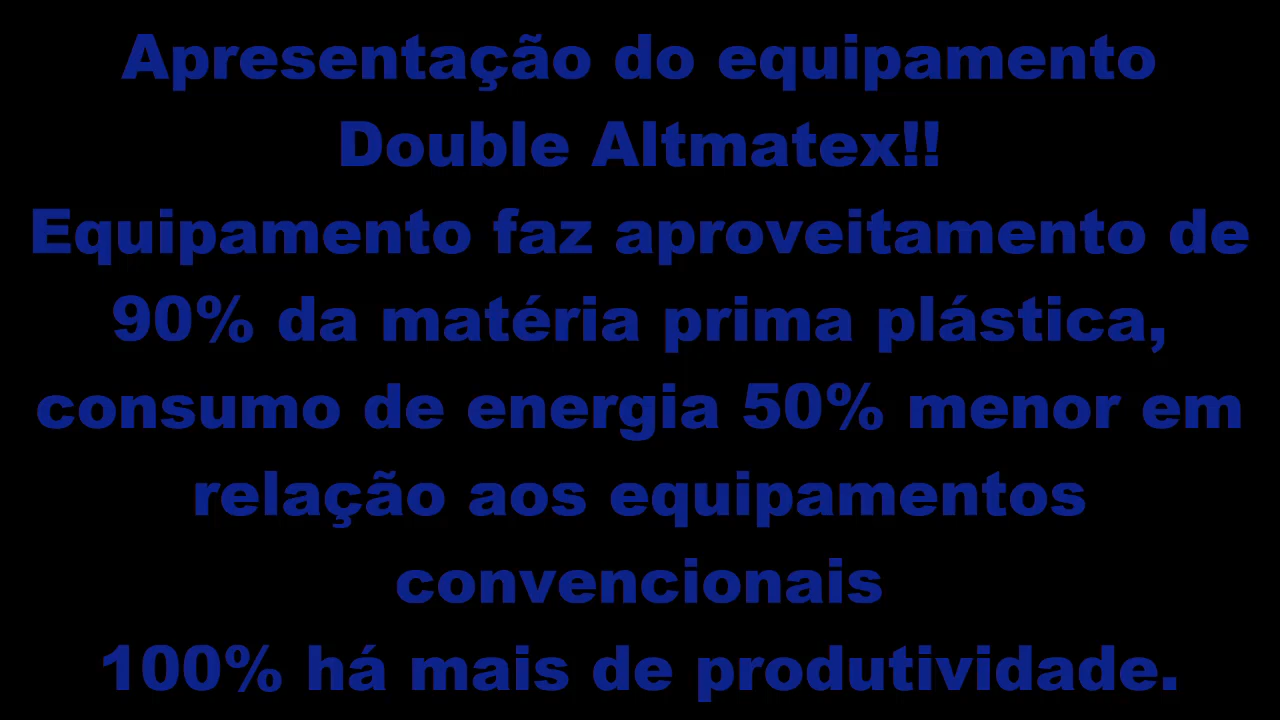 Apresentação do equipamento
Double Altmatex!!
Equipamento faz aproveitamento de
90% da matéria prima plástica,
consumo de energia 50% menor em
relação aos equipamentos
convencionais
100% há mais de produtividade.